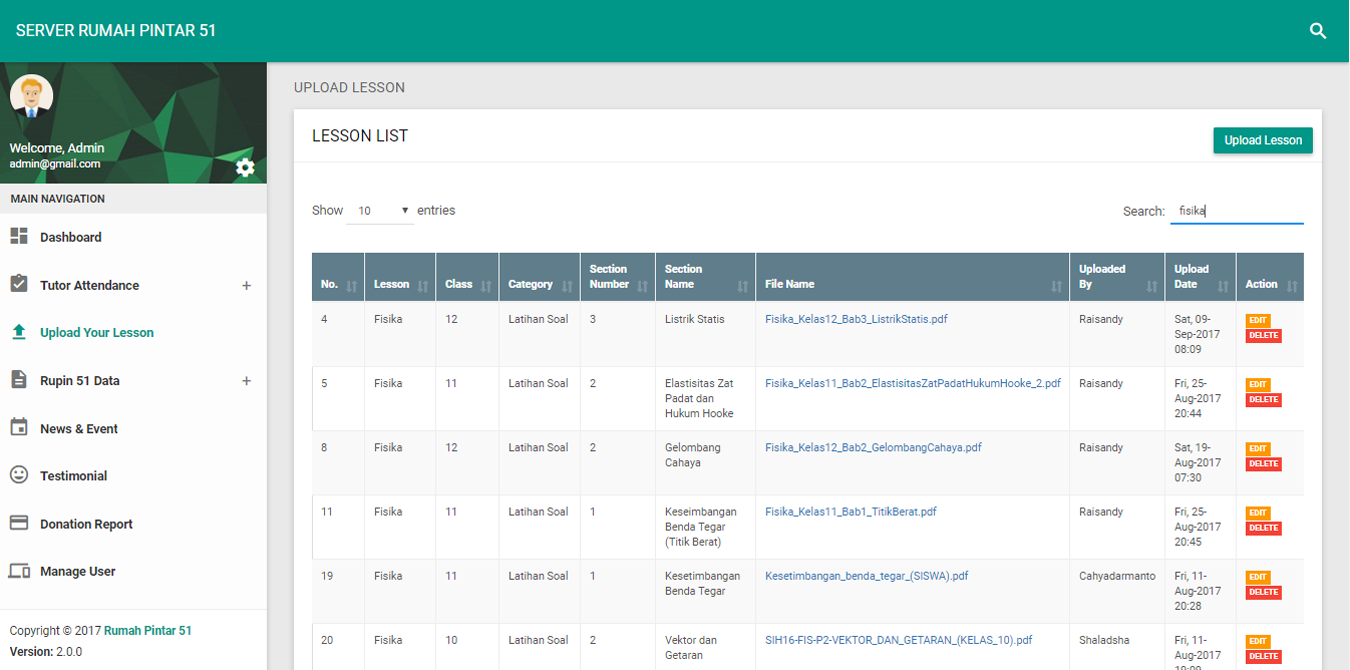 SERVER RUMAH PINTAR 51
Welcome, Admin
admin@gmail.com
MAIN NAVIGATION
Dashboard
Tutor Attendance +
Upload Your Lesson
Rupin 51 Data +
News & Event
Testimonial
Donation Report
Manage User
Copyright © 2017 Rumah Pintar 51
Version: 2.0.0
UPLOAD LESSON
LESSON LIST
Upload Lesson
Show 10 entries
Search: fisika
No. Lesson Class Category Section Number Section Name File Name Uploaded By Upload Date Action
4 Fisika 12 Latihan Soal 3 Listrik Statis Fisika_Kelas12_Bab3_ListrikStatis.pdf Raisandy Sat, 09-Sep-2017 08:09 EDIT DELETE
5 Fisika 11 Latihan Soal 2 Elastisitas Zat Padat dan Hukum Hooke Fisika_Kelas11_Bab2_ElastisitasZatPadatHukumHooke_2.pdf Raisandy Fri, 25-Aug-2017 20:44 EDIT DELETE
8 Fisika 12 Latihan Soal 2 Gelombang Cahaya Fisika_Kelas12_Bab2_GelombangCahaya.pdf Raisandy Sat, 19-Aug-2017 07:30 EDIT DELETE
11 Fisika 11 Latihan Soal 1 Keseimbangan Benda Tegar (Titik Berat) Fisika_Kelas11_Bab1_TitikBerat.pdf Raisandy Fri, 25-Aug-2017 20:45 EDIT DELETE
19 Fisika 11 Latihan Soal 1 Kesetimbangan Benda Tegar Kesetimbangan_benda_tegar_(SISWA).pdf Cahyadarmanto Fri, 11-Aug-2017 20:28 EDIT DELETE
20 Fisika 10 Latihan Soal 2 Vektor dan Getaran SIH16-FIS-P2-VEKTOR_DAN_GETARAN_(KELAS_10).pdf Shaladsha Fri, 11-Aug-2017 EDIT DELETE